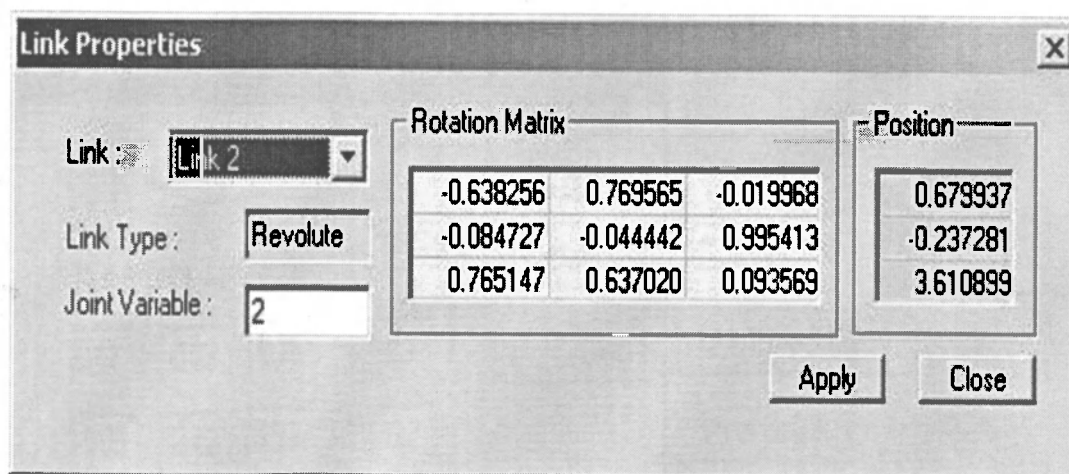 Link Properties
Link :
Link 2
Link Type :
Revolute
Joint Variable :
2
Rotation Matrix
-0.638256 0.769565 -0.019968
-0.084727 -0.044442 0.995413
0.765147 0.637020 0.093569
Position
0.679937
-0.237281
3.610899
Apply Close